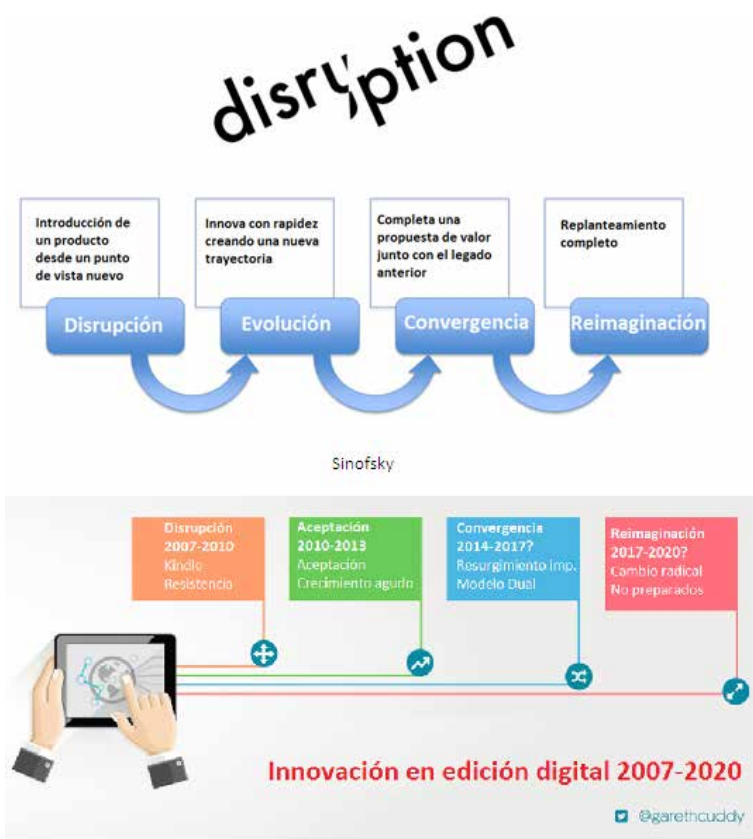 disruption
Introducción de
un producto
desde un punto
de vista nuevo
Innova con rapidez
creando una nueva
trayectoria
Completa una
propuesta de valor
junto con el legado
anterior
Replanteamiento
completo
Disrupción
Evolución
Convergencia
Reimaginación
Sinofsky
Disrupción
2007-2010
Kindle
Resistencia
Aceptación
2010-2013
Aceptación
Crecimiento agudo
Convergencia
2014-2017?
Resurgimiento imp.
Modelo Dual
Reimaginación
2017-2020?
Cambio radical
No preparados
Innovación en edición digital 2007-2020
@garethcuddy